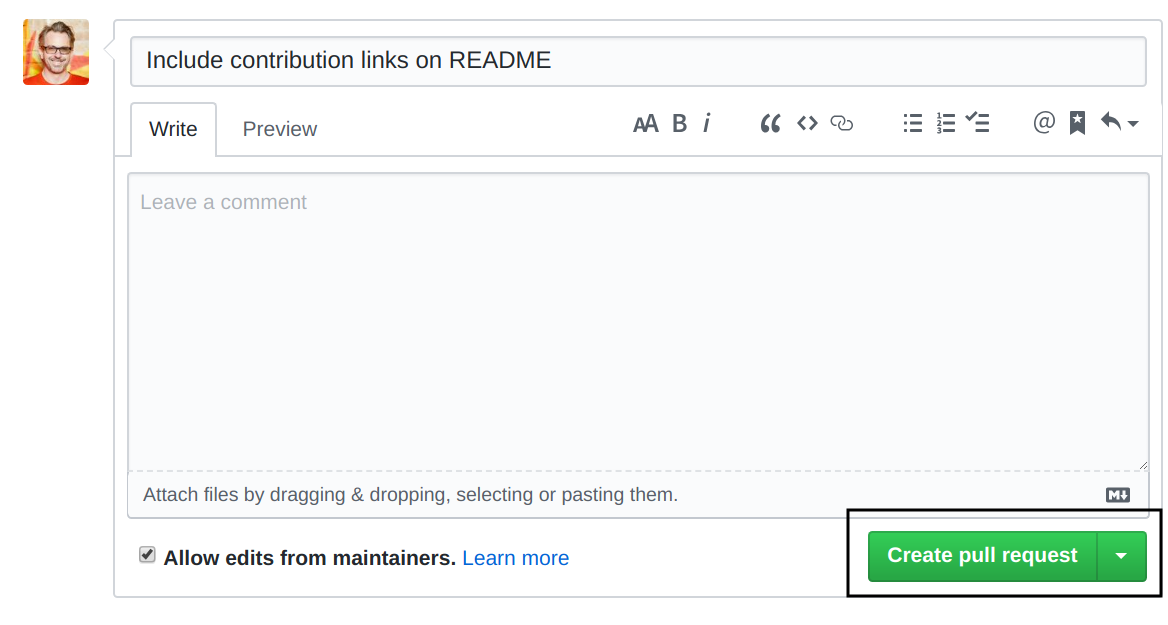 Include contribution links on README
Write Preview AA B i @
Leave a comment
Attach files by dragging & dropping, selecting or pasting them. M
Allow edits from maintainers. Learn more Create pull request